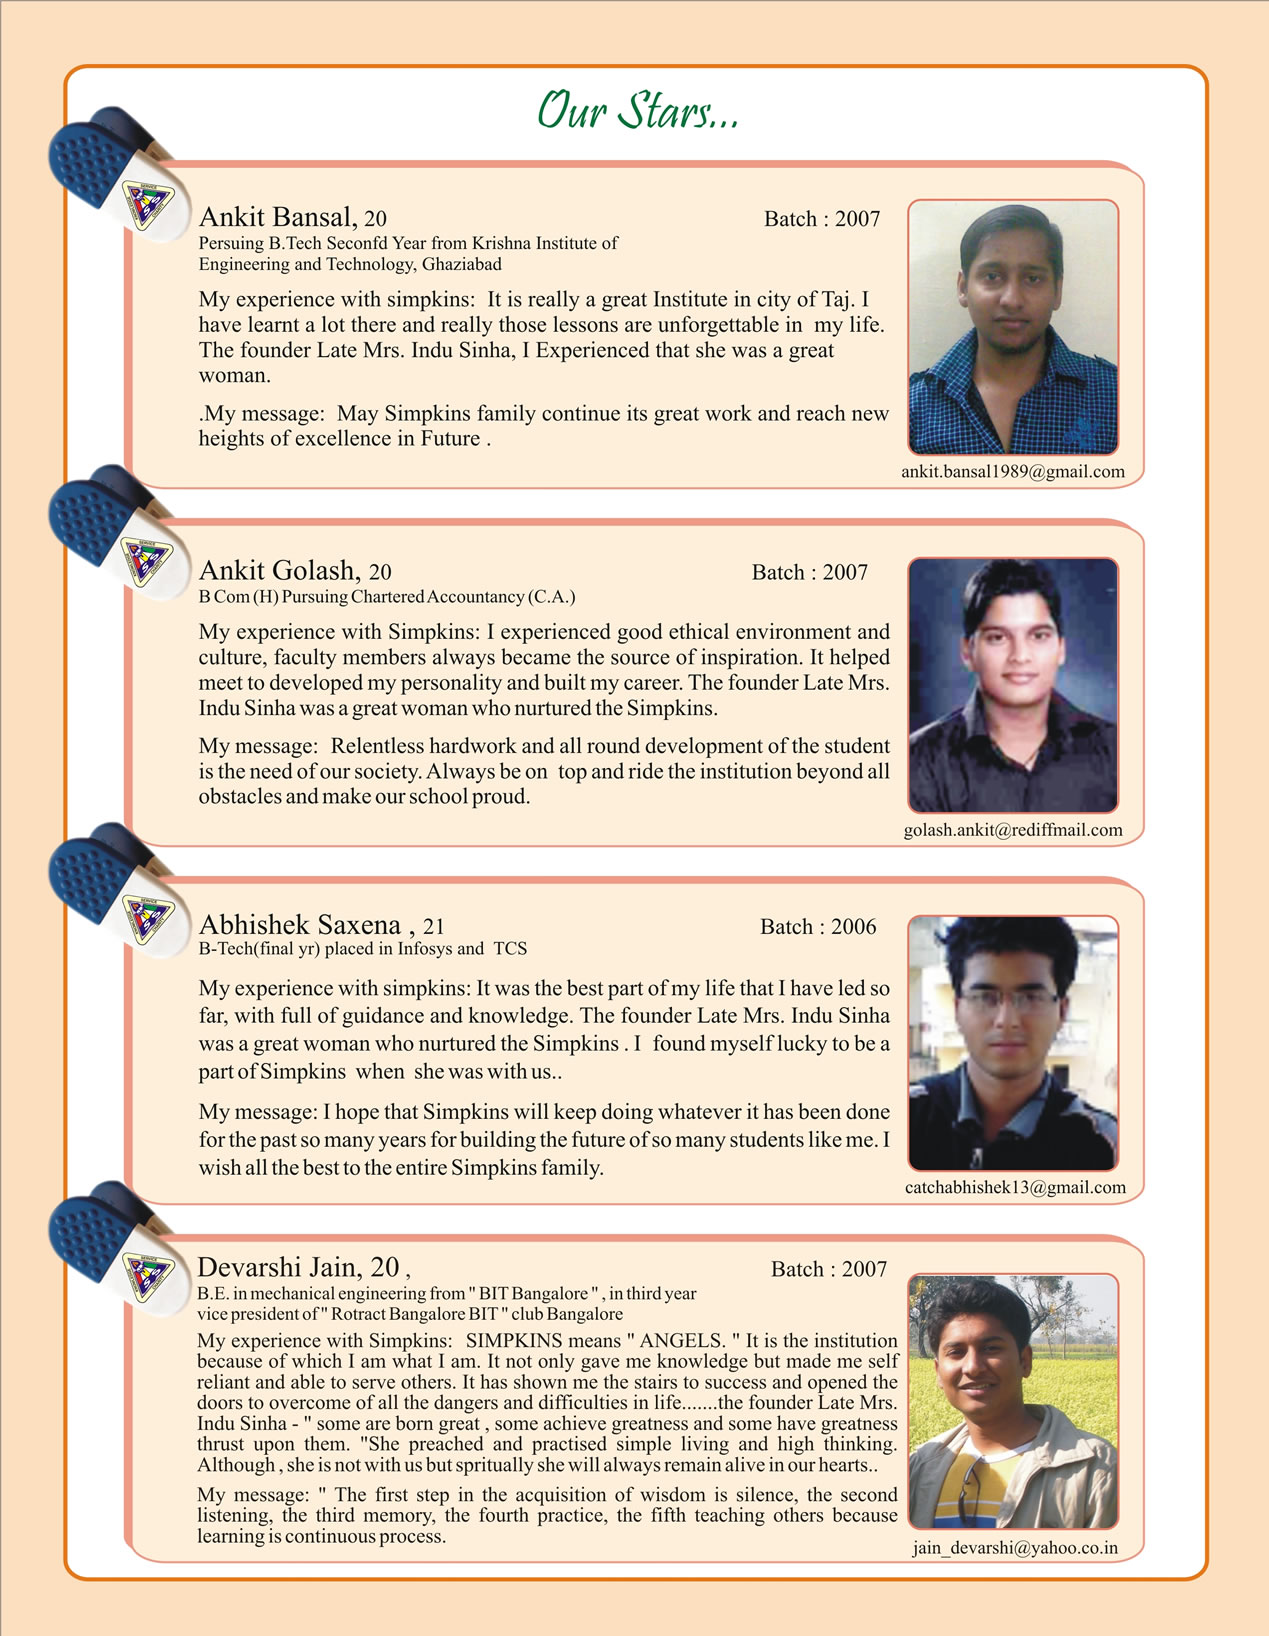 Our Stars...
Ankit Bansal, 20 Batch : 2007
Persuing B.Tech Seconfd Year from Krishna Institute of
Engineering and Technology, Ghaziabad
My experience with simpkins:  It is really a great Institute in city of Taj. I
have learnt a lot there and really those lessons are unforgettable in  my life.
The founder Late Mrs. Indu Sinha, I Experienced that she was a great
woman.
.My message:  May Simpkins family continue its great work and reach new
heights of excellence in Future .
ankit.bansal1989@gmail.com
SERVICE
Ankit Golash, 20 Batch : 2007
B Com (H) Pursuing Chartered Accountancy (C.A.)
My experience with Simpkins: I experienced good ethical environment and
culture, faculty members always became the source of inspiration. It helped
meet to developed my personality and built my career. The founder Late Mrs.
Indu Sinha was a great woman who nurtured the Simpkins.
My message:  Relentless hardwork and all round development of the student
is the need of our society. Always be on  top and ride the institution beyond all
obstacles and make our school proud.
golash.ankit@rediffmail.com
SERVICE
Abhishek Saxena , 21 Batch : 2006
B-Tech(final yr) placed in Infosys and  TCS
My experience with simpkins: It was the best part of my life that I have led so
far, with full of guidance and knowledge. The founder Late Mrs. Indu Sinha
was a great woman who nurtured the Simpkins . I  found myself lucky to be a
part of Simpkins  when  she was with us..
My message: I hope that Simpkins will keep doing whatever it has been done
for the past so many years for building the future of so many students like me. I
wish all the best to the entire Simpkins family.
catchabhishek13@gmail.com
SERVICE
Devarshi Jain, 20 , Batch : 2007
B.E. in mechanical engineering from " BIT Bangalore " , in third year
vice president of " Rotract Bangalore BIT " club Bangalore
My experience with Simpkins:  SIMPKINS means " ANGELS. " It is the institution
because of which I am what I am. It not only gave me knowledge but made me self
reliant and able to serve others. It has shown me the stairs to success and opened the
doors to overcome of all the dangers and difficulties in life.......the founder Late Mrs.
Indu Sinha - " some are born great , some achieve greatness and some have greatness
thrust upon them. "She preached and practised simple living and high thinking.
Although , she is not with us but spritually she will always remain alive in our hearts..
My message: " The first step in the acquisition of wisdom is silence, the second
listening, the third memory, the fourth practice, the fifth teaching others because
learning is continuous process.
jain_devarshi@yahoo.co.in
SERVICE